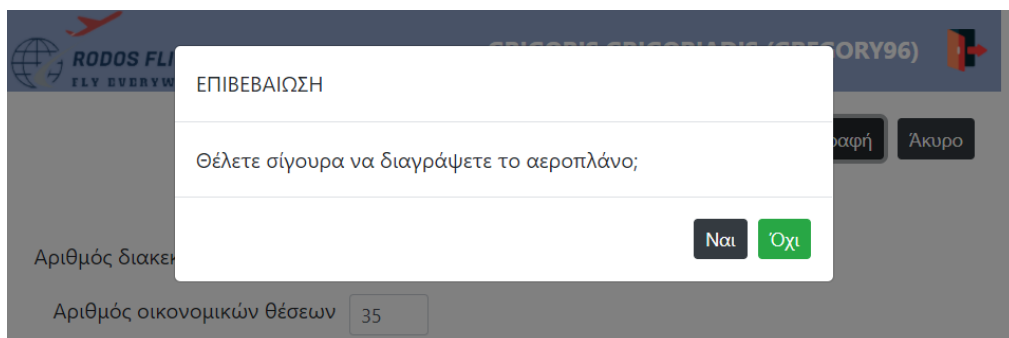 RODOS FLI
FLY EVERYW
ORY96)
ΕΠΙΒΕΒΑΙΩΣΗ
Άκυρο
Θέλετε σίγουρα να διαγράψετε το αεροπλάνο;
Ναι Όχι
Αριθμός
Αριθμός οικονομικών θέσεων 35